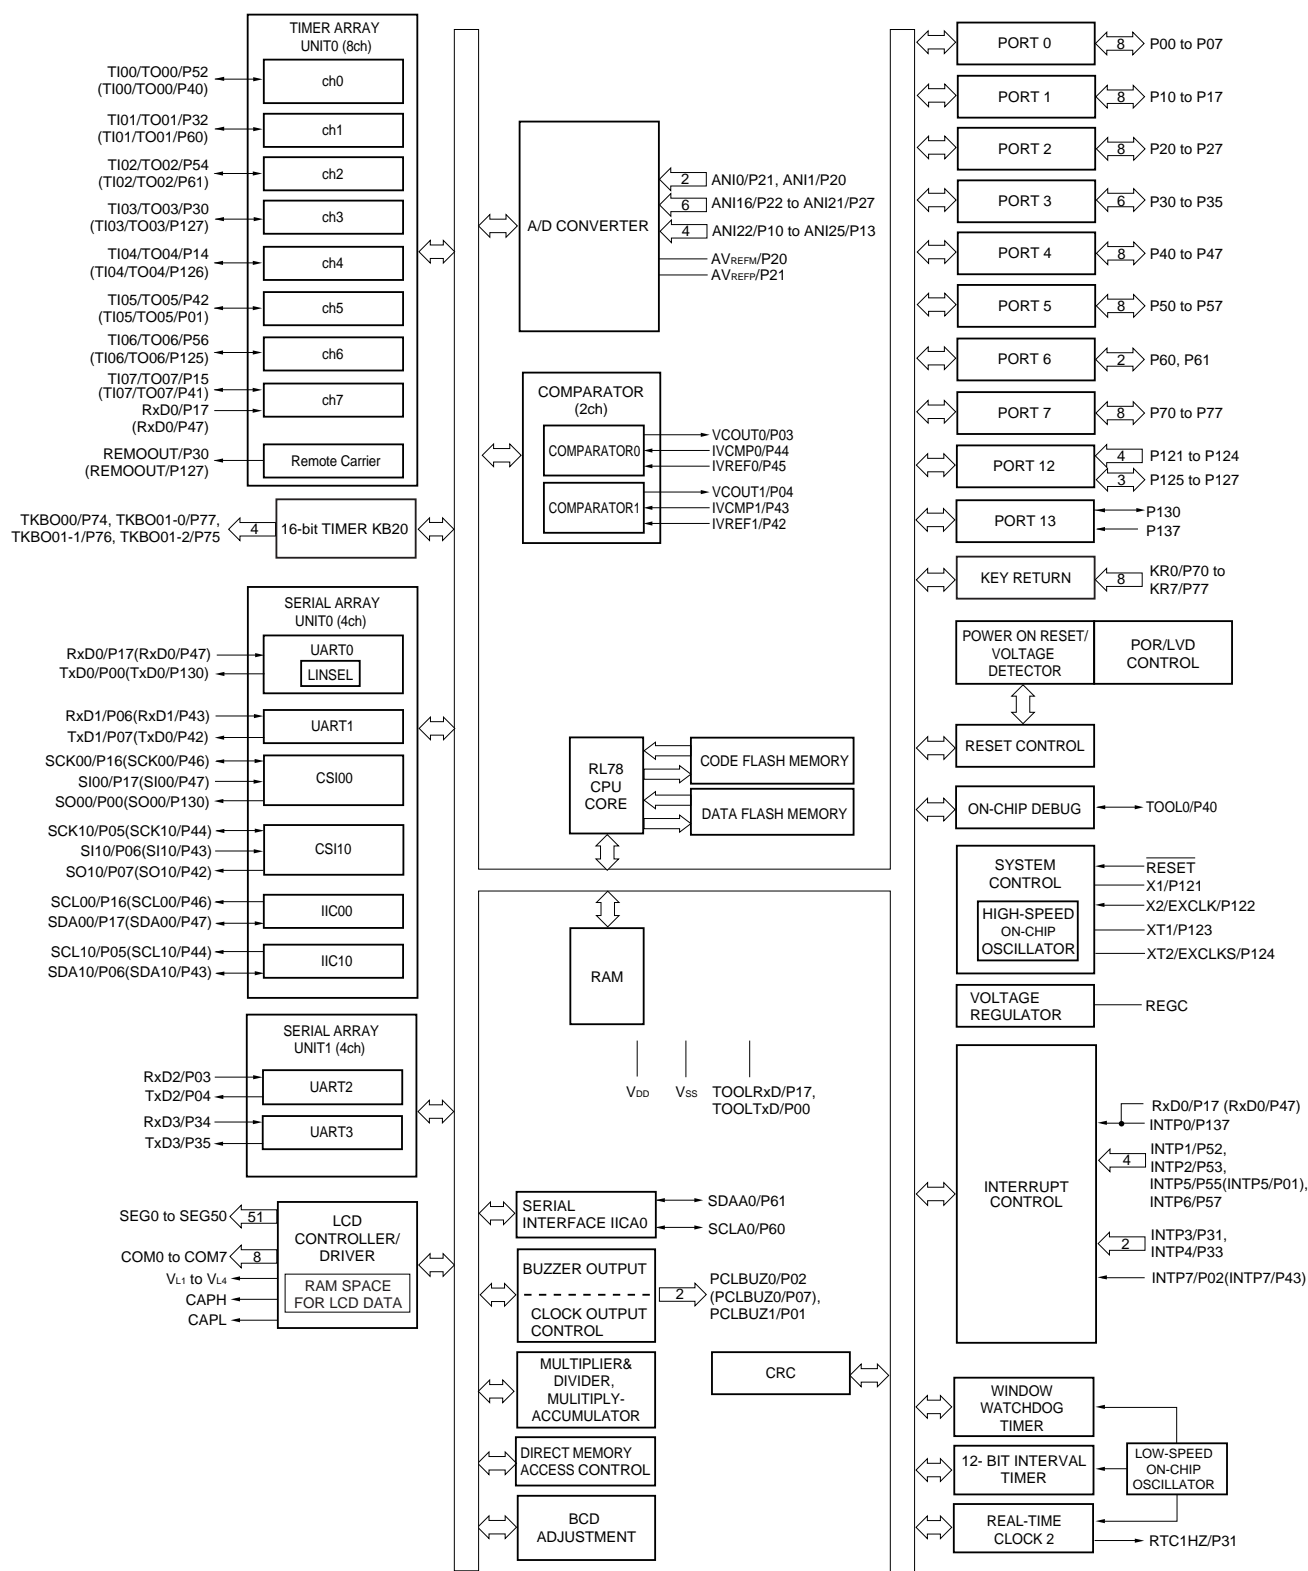 TIMER ARRAY
UNIT0 (8ch)
TI00/TO00/P52
(TI00/TO00/P40)
ch0
TI01/TO01/P32
(TI01/TO01/P60)
ch1
TI02/TO02/P54
(TI02/TO02/P61)
ch2
TI03/TO03/P30
(TI03/TO03/P127)
ch3
TI04/TO04/P14
(TI04/TO04/P126)
ch4
TI05/TO05/P42
(TI05/TO05/P01)
ch5
TI06/TO06/P56
(TI06/TO06/P125)
ch6
TI07/TO07/P15
(TI07/TO07/P41)
RxD0/P17
(RxD0/P47)
ch7
REMOOUT/P30
(REMOOUT/P127)
Remote Carrier
TKBO00/P74, TKBO01-0/P77,
TKBO01-1/P76, TKBO01-2/P75
4
16-bit TIMER KB20
SERIAL ARRAY
UNIT0 (4ch)
RxD0/P17(RxD0/P47)
TxD0/P00(TxD0/P130)
UART0
LINSEL
RxD1/P06(RxD1/P43)
TxD1/P07(TxD0/P42)
UART1
SCK00/P16(SCK00/P46)
SI00/P17(SI00/P47)
SO00/P00(SO00/P130)
CSI00
SCK10/P05(SCK10/P44)
SI10/P06(SI10/P43)
SO10/P07(SO10/P42)
CSI10
SCL00/P16(SCL00/P46)
SDA00/P17(SDA00/P47)
IIC00
SCL10/P05(SCL10/P44)
SDA10/P06(SDA10/P43)
IIC10
SERIAL ARRAY
UNIT1 (4ch)
RxD2/P03
TxD2/P04
UART2
RxD3/P34
TxD3/P35
UART3
SEG0 to SEG50
51
COM0 to COM7
8
VL1 to VL4
CAPH
CAPL
LCD
CONTROLLER/
DRIVER
RAM SPACE
FOR LCD DATA
A/D CONVERTER
2
ANI0/P21, ANI1/P20
6
ANI16/P22 to ANI21/P27
4
ANI22/P10 to ANI25/P13
AVREFM/P20
AVREFP/P21
COMPARATOR
(2ch)
COMPARATOR0
VCOUT0/P03
IVCMP0/P44
IVREF0/P45
COMPARATOR1
VCOUT1/P04
IVCMP1/P43
IVREF1/P42
RL78
CPU
CORE
CODE FLASH MEMORY
DATA FLASH MEMORY
RAM
VDD
VSS
TOOLRxD/P17,
TOOLTxD/P00
SERIAL
INTERFACE IICA0
SDAA0/P61
SCLA0/P60
BUZZER OUTPUT
CLOCK OUTPUT
CONTROL
2
PCLBUZ0/P02
(PCLBUZ0/P07),
PCLBUZ1/P01
MULTIPLIER&
DIVIDER,
MULTIPLY-
ACCUMULATOR
CRC
DIRECT MEMORY
ACCESS CONTROL
BCD
ADJUSTMENT
PORT 0
8
P00 to P07
PORT 1
8
P10 to P17
PORT 2
8
P20 to P27
PORT 3
6
P30 to P35
PORT 4
8
P40 to P47
PORT 5
8
P50 to P57
PORT 6
2
P60, P61
PORT 7
8
P70 to P77
PORT 12
4
P121 to P124
3
P125 to P127
PORT 13
P130
P137
KEY RETURN
8
KR0/P70 to
KR7/P77
POWER ON RESET/
VOLTAGE
DETECTOR
POR/LVD
CONTROL
RESET CONTROL
ON-CHIP DEBUG
TOOL0/P40
SYSTEM
CONTROL
HIGH-SPEED
ON-CHIP
OSCILLATOR
RESET
X1/P121
X2/EXCLK/P122
XT1/P123
XT2/EXCLKS/P124
VOLTAGE
REGULATOR
REGC
INTERRUPT
CONTROL
RxD0/P17 (RxD0/P47)
INTP0/P137
4
INTP1/P52,
INTP2/P53,
INTP5/P55(INTP5/P01),
INTP6/P57
2
INTP3/P31,
INTP4/P33
INTP7/P02(INTP7/P43)
WINDOW
WATCHDOG
TIMER
12- BIT INTERVAL
TIMER
LOW-SPEED
ON-CHIP
OSCILLATOR
REAL-TIME
CLOCK 2
RTC1HZ/P31